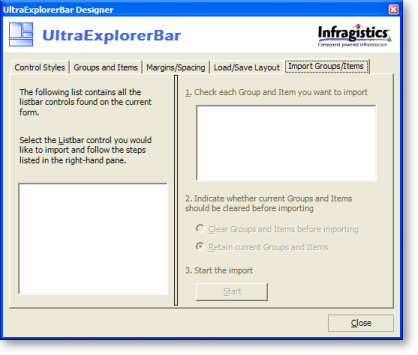 UltraExplorerBar Designer
UltraExplorerBar
Infragistics
Component powered infrastructure
Control Styles
Groups and Items
Margins/Spacing
Load/Save Layout
Import Groups/Items
The following list contains all the
listbar controls found on the current
form.
Select the Listbar control you would
like to import and follow the steps
listed in the right-hand pane.
1. Check each Group and Item you want to import
2. Indicate whether current Groups and Items
should be cleared before importing
Clear Groups and Items before importing
Retain current Groups and Items
3. Start the import
Start
Close